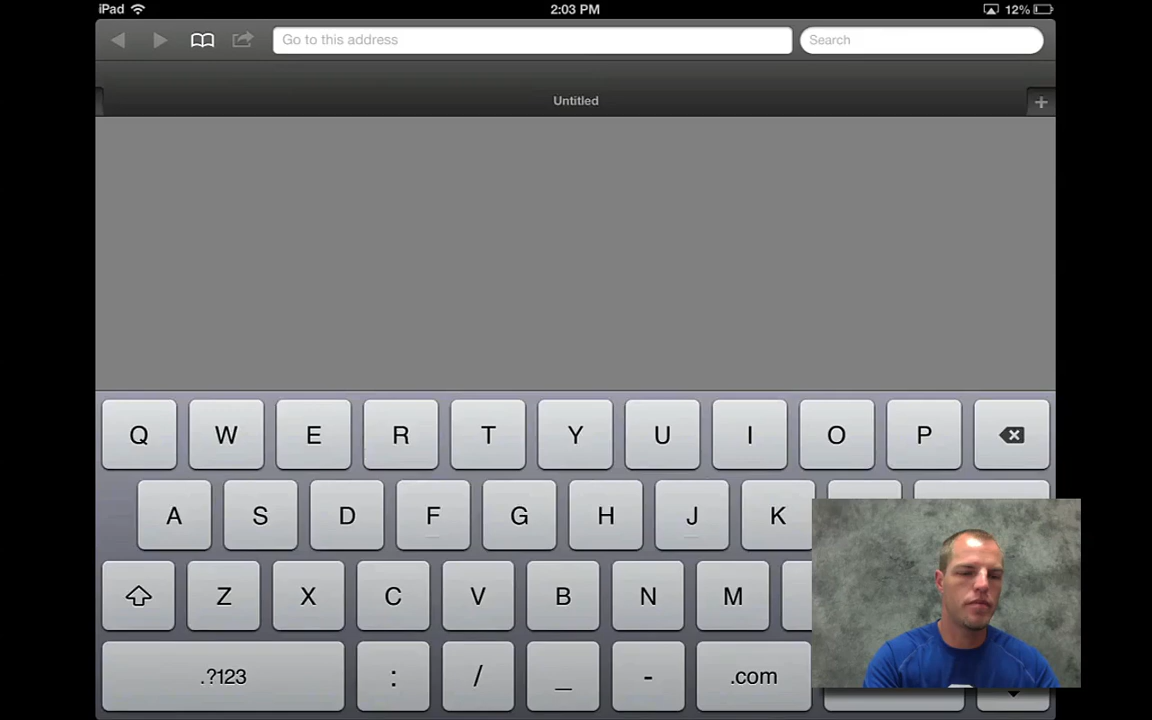 iPad 2:03 PM 12%
Go to this address Search
Untitled
Q W E R T Y U I O P
A S D F G H J K
Z X C V B N M
.?123 : / _ - .com